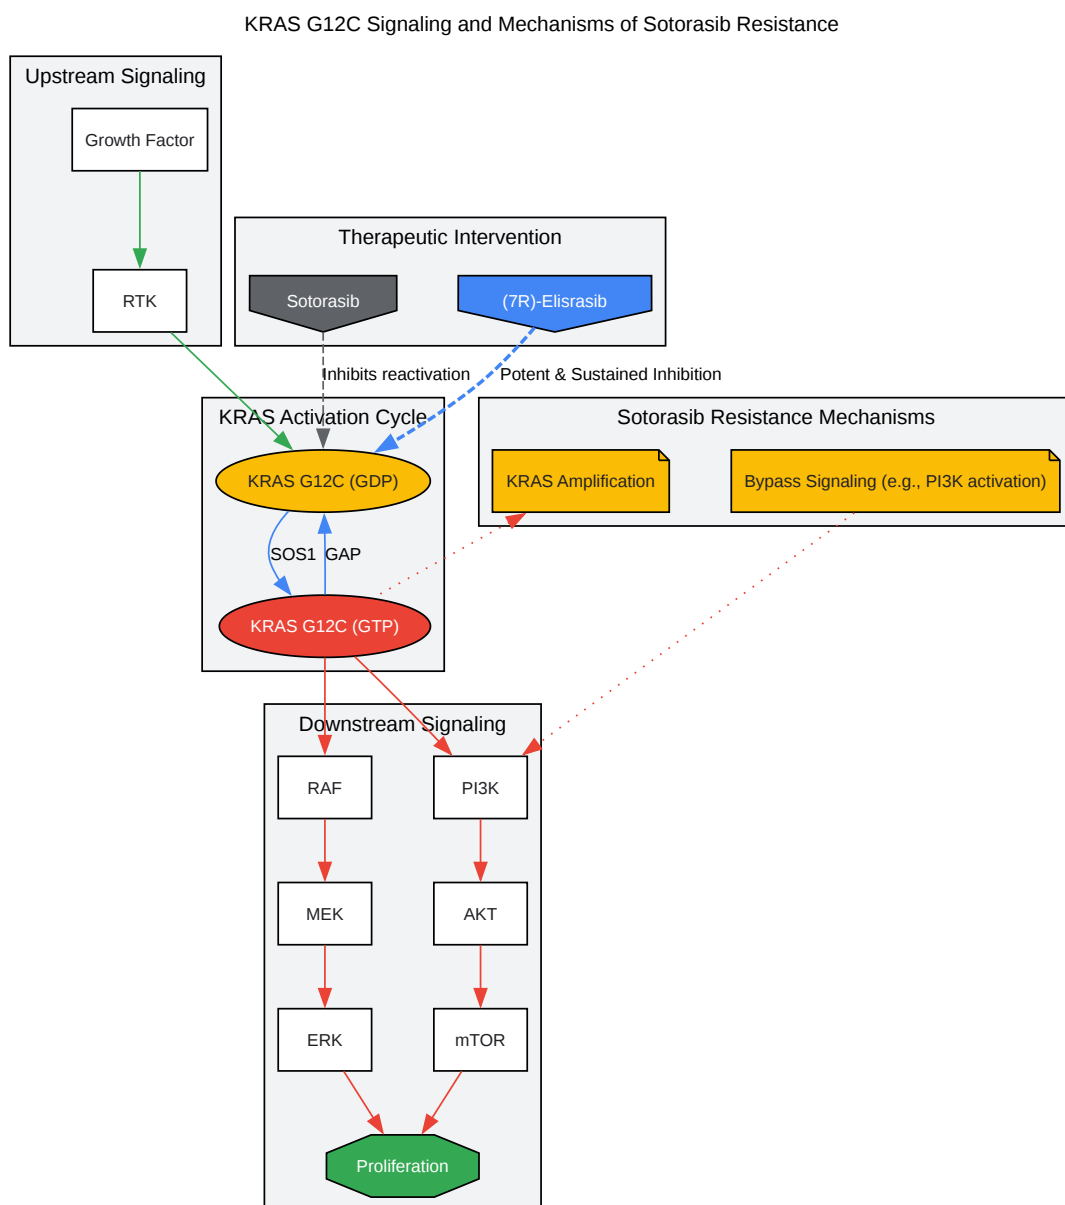 KRAS G12C Signaling and Mechanisms of Sotorasib Resistance
Upstream Signaling
Growth Factor
RTK
Therapeutic Intervention
Sotorasib
(7R)-Elisrasib
Inhibits reactivation
Potent & Sustained Inhibition
KRAS Activation Cycle
KRAS G12C (GDP)
SOS1
GAP
KRAS G12C (GTP)
Sotorasib Resistance Mechanisms
KRAS Amplification
Bypass Signaling (e.g., PI3K activation)
Downstream Signaling
RAF
PI3K
MEK
AKT
ERK
mTOR
Proliferation